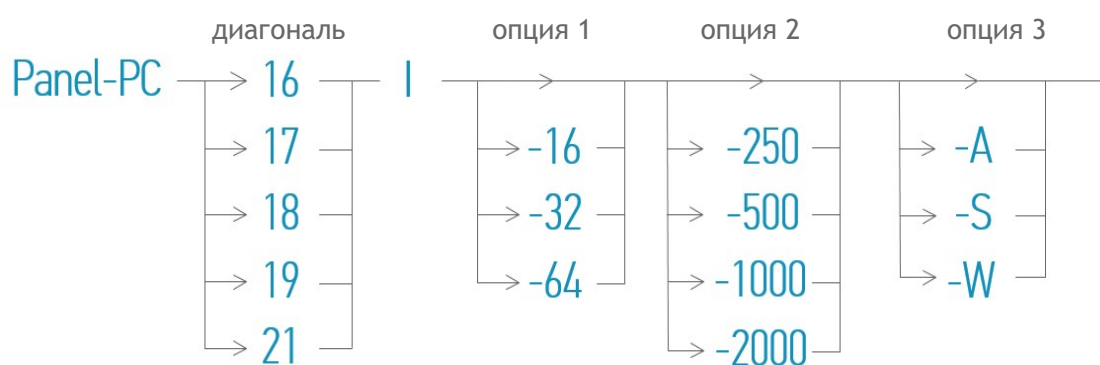 диагональ опция 1 опция 2 опция 3
Panel-PC 16 I
17 -16 -250 -A
18 -32 -500 -S
19 -64 -1000 -W
21 -2000